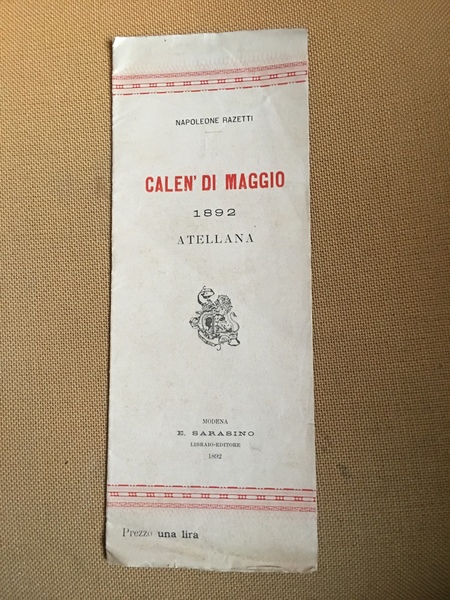 NAPOLEONE RAZETTI
CALEN' DI MAGGIO
1892
ATELLANA
MODENA
E. SARASINO
LIBRAIO-EDITORE
1892
Prezzo una lira